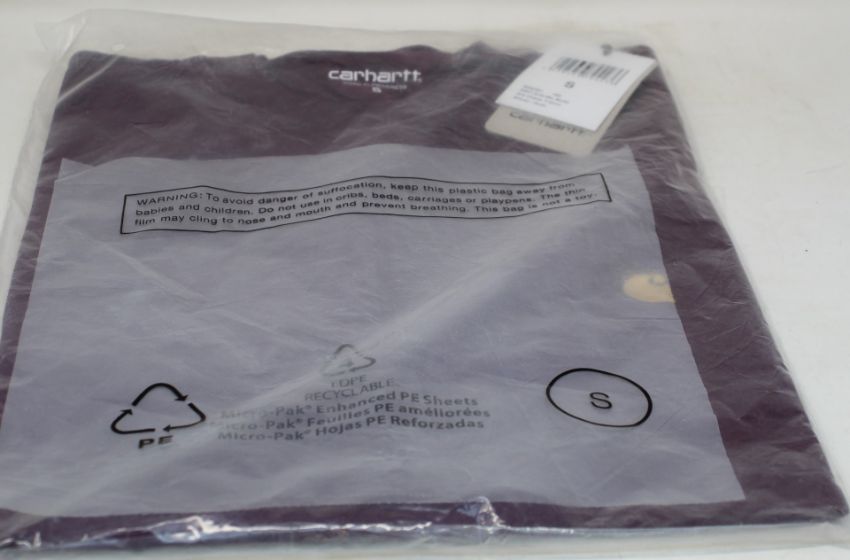 carhartt
S
S
carhartt
WARNING: To avoid danger of suffocation, keep this plastic bag away from
babies and children. Do not use in cribs, beds, carriages or playpens. The thin
film may cling to nose and mouth and prevent breathing. This bag is not a toy.
LDPE
RECYCLABLE
Micro-Pak® Enhanced PE Sheets
Micro-Pak® Feuilles PE améliorées
Micro-Pak® Hojas PE Reforzadas
PE
S